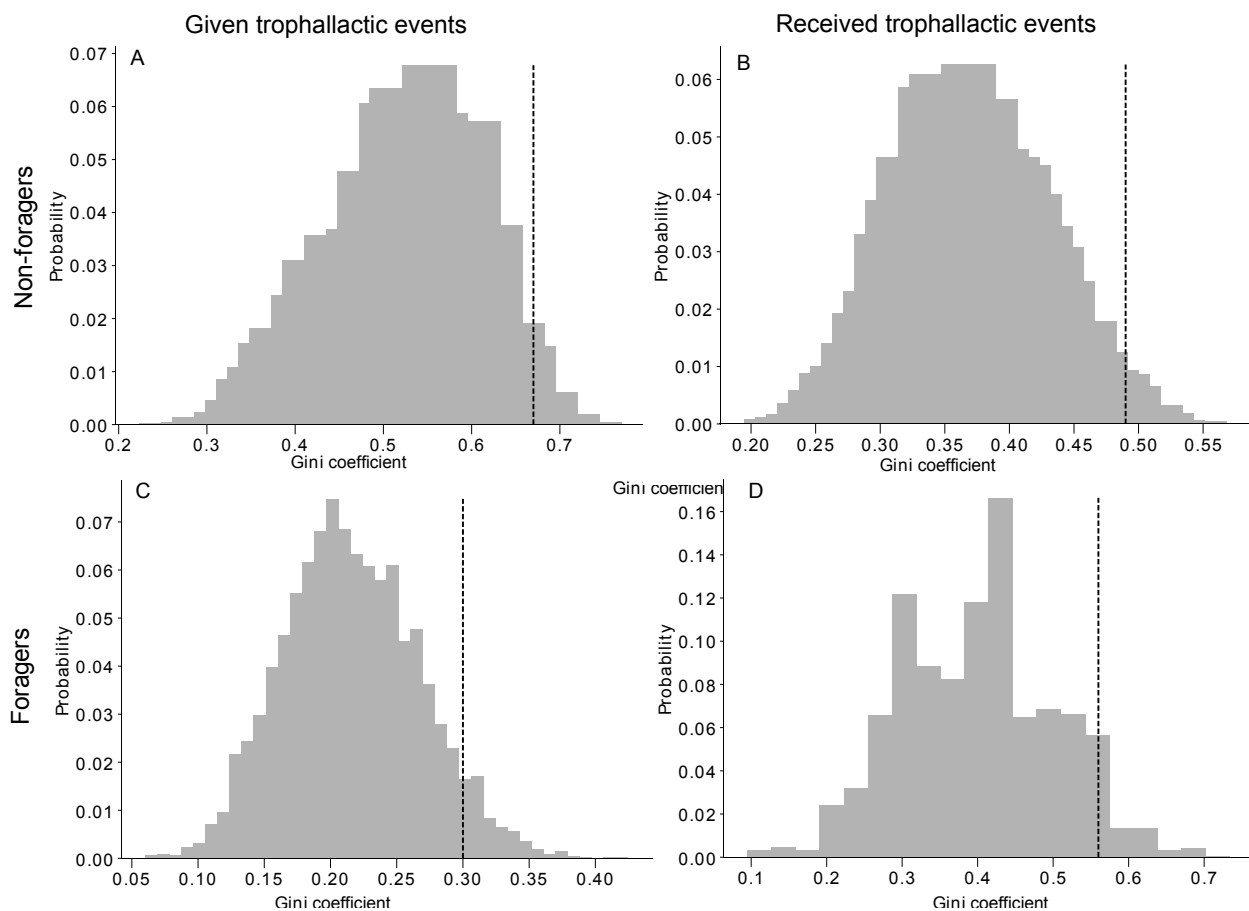 Given trophallactic events
Received trophallactic events
Non-foragers
A
Probability
0.07
0.06
0.05
0.04
0.03
0.02
0.01
0.00
0.2 0.3 0.4 0.5 0.6 0.7
Gini coefficient
B
Probability
0.06
0.05
0.04
0.03
0.02
0.01
0.00
0.20 0.25 0.30 0.35 0.40 0.45 0.50 0.55
Gini coefficient
Foragers
C
Probability
0.07
0.06
0.05
0.04
0.03
0.02
0.01
0.00
0.05 0.10 0.15 0.20 0.25 0.30 0.35 0.40
Gini coefficient
Gini coefficien
D
Probability
0.16
0.14
0.12
0.10
0.08
0.06
0.04
0.02
0.00
0.1 0.2 0.3 0.4 0.5 0.6 0.7
Gini coefficient